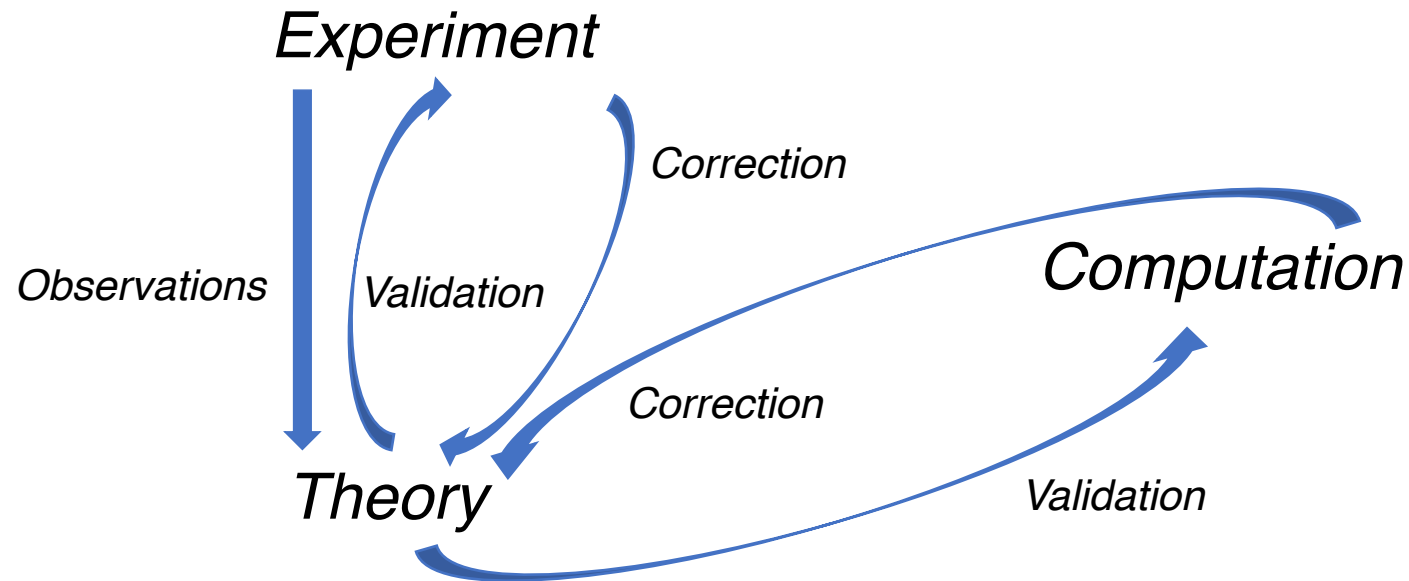 Experiment
Correction
Computation
Observations
Validation
Correction
Theory
Validation